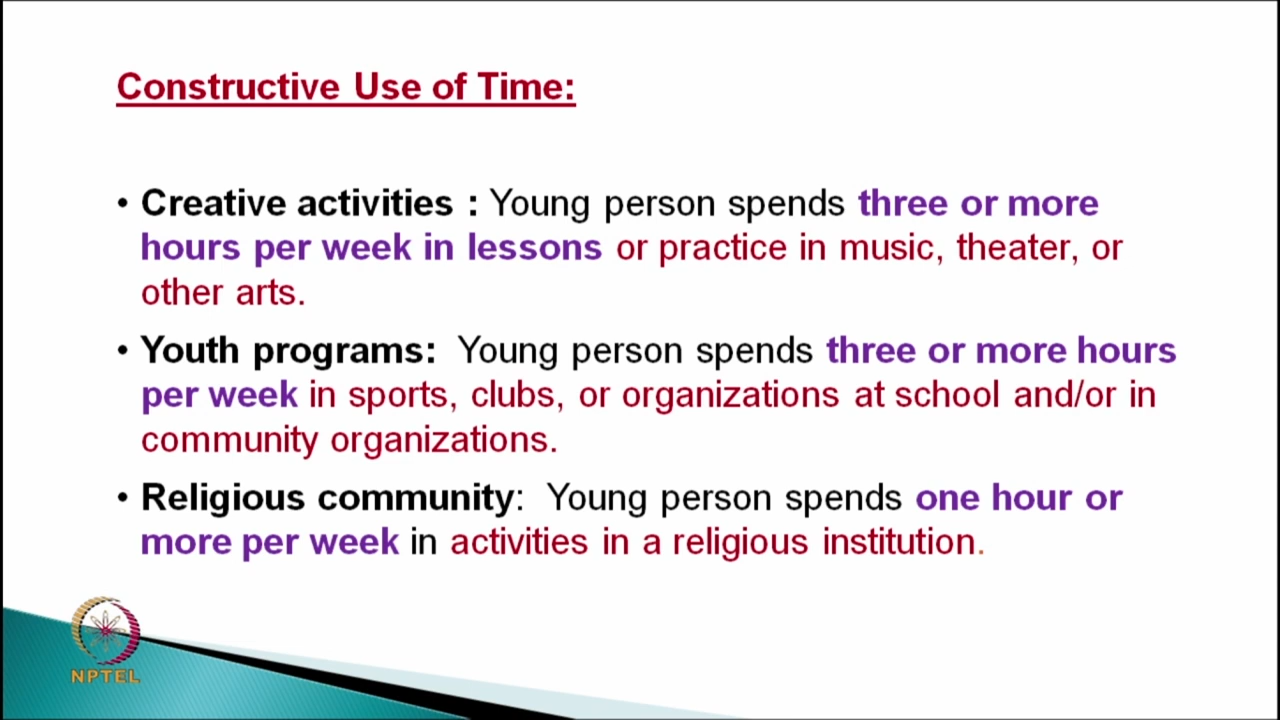 Constructive Use of Time:
• Creative activities : Young person spends three or more
hours per week in lessons or practice in music, theater, or
other arts.
• Youth programs: Young person spends three or more hours
per week in sports, clubs, or organizations at school and/or in
community organizations.
• Religious community: Young person spends one hour or
more per week in activities in a religious institution.
NPTEL